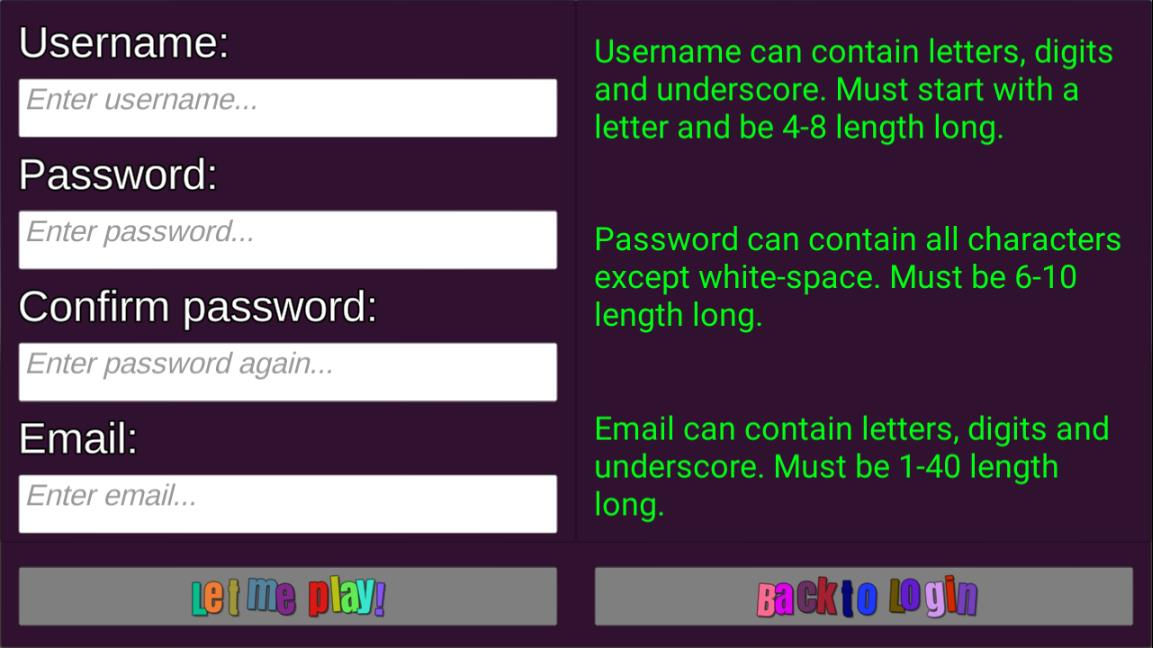 Username:
Enter username...
Password:
Enter password...
Confirm password:
Enter password again...
Email:
Enter email...
Username can contain letters, digits
and underscore. Must start with a
letter and be 4-8 length long.
Password can contain all characters
except white-space. Must be 6-10
length long.
Email can contain letters, digits and
underscore. Must be 1-40 length
long.
Let me play!
Back to Login